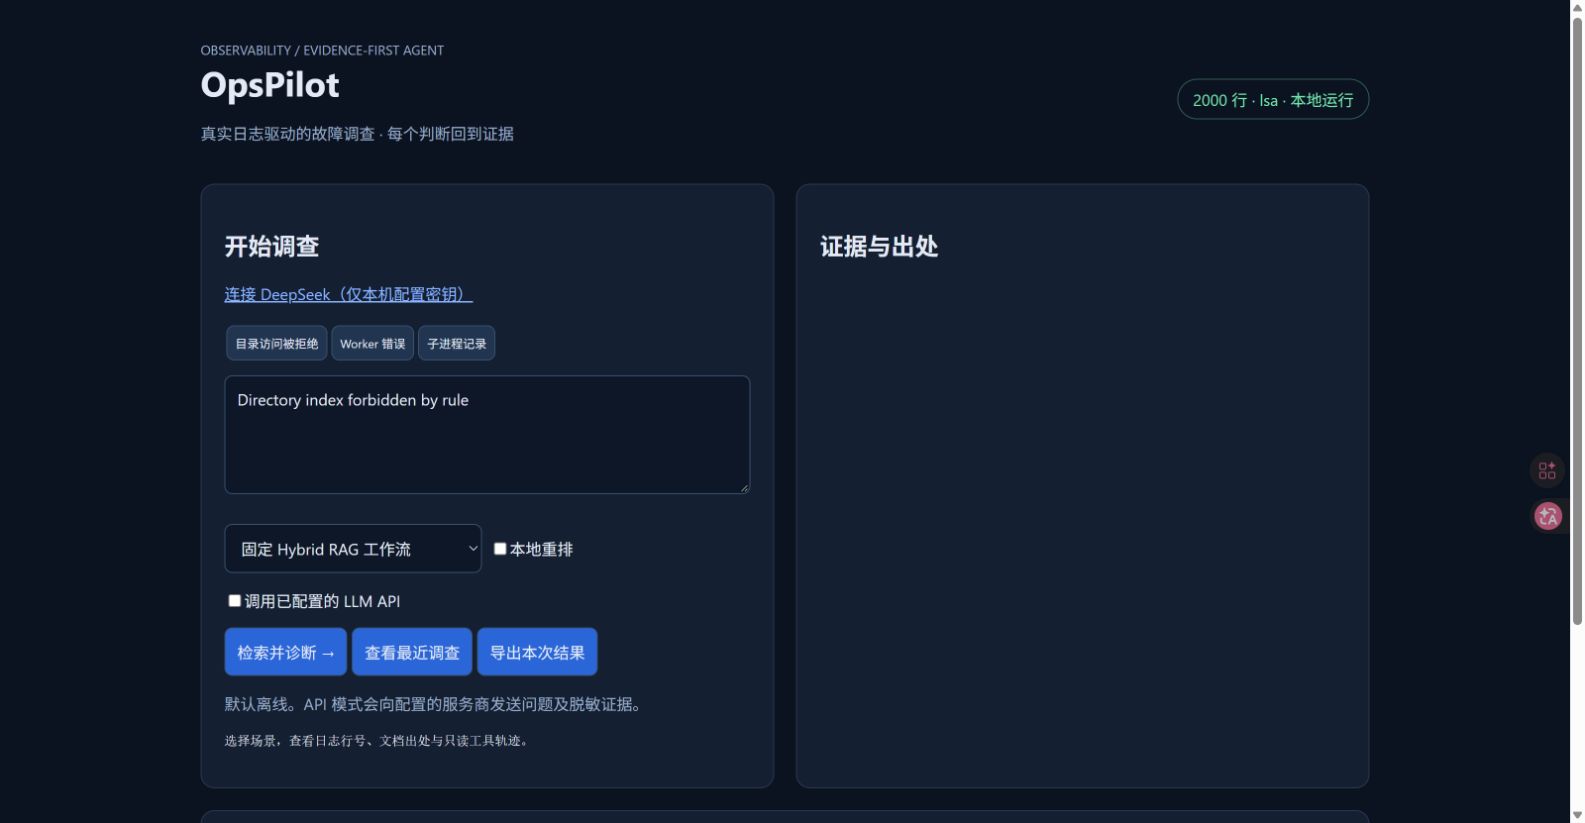 OBSERVABILITY / EVIDENCE-FIRST AGENT
OpsPilot
2000 行 · lsa · 本地运行
真实日志驱动的故障调查 · 每个判断回到证据
开始调查
连接 DeepSeek（仅本机配置密钥）
目录访问被拒绝 Worker 错误 子进程记录
Directory index forbidden by rule
固定 Hybrid RAG 工作流 本地重排
调用已配置的 LLM API
检索并诊断 → 查看最近调查 导出本次结果
默认离线。API 模式会向配置的服务商发送问题及脱敏证据。
选择场景，查看日志行号、文档出处与只读工具轨迹。
证据与出处